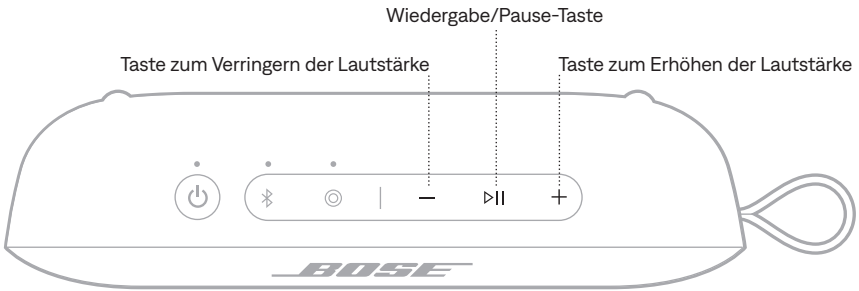 Wiedergabe/Pause-Taste
Taste zum Verringern der Lautstärke
Taste zum Erhöhen der Lautstärke
BOSE